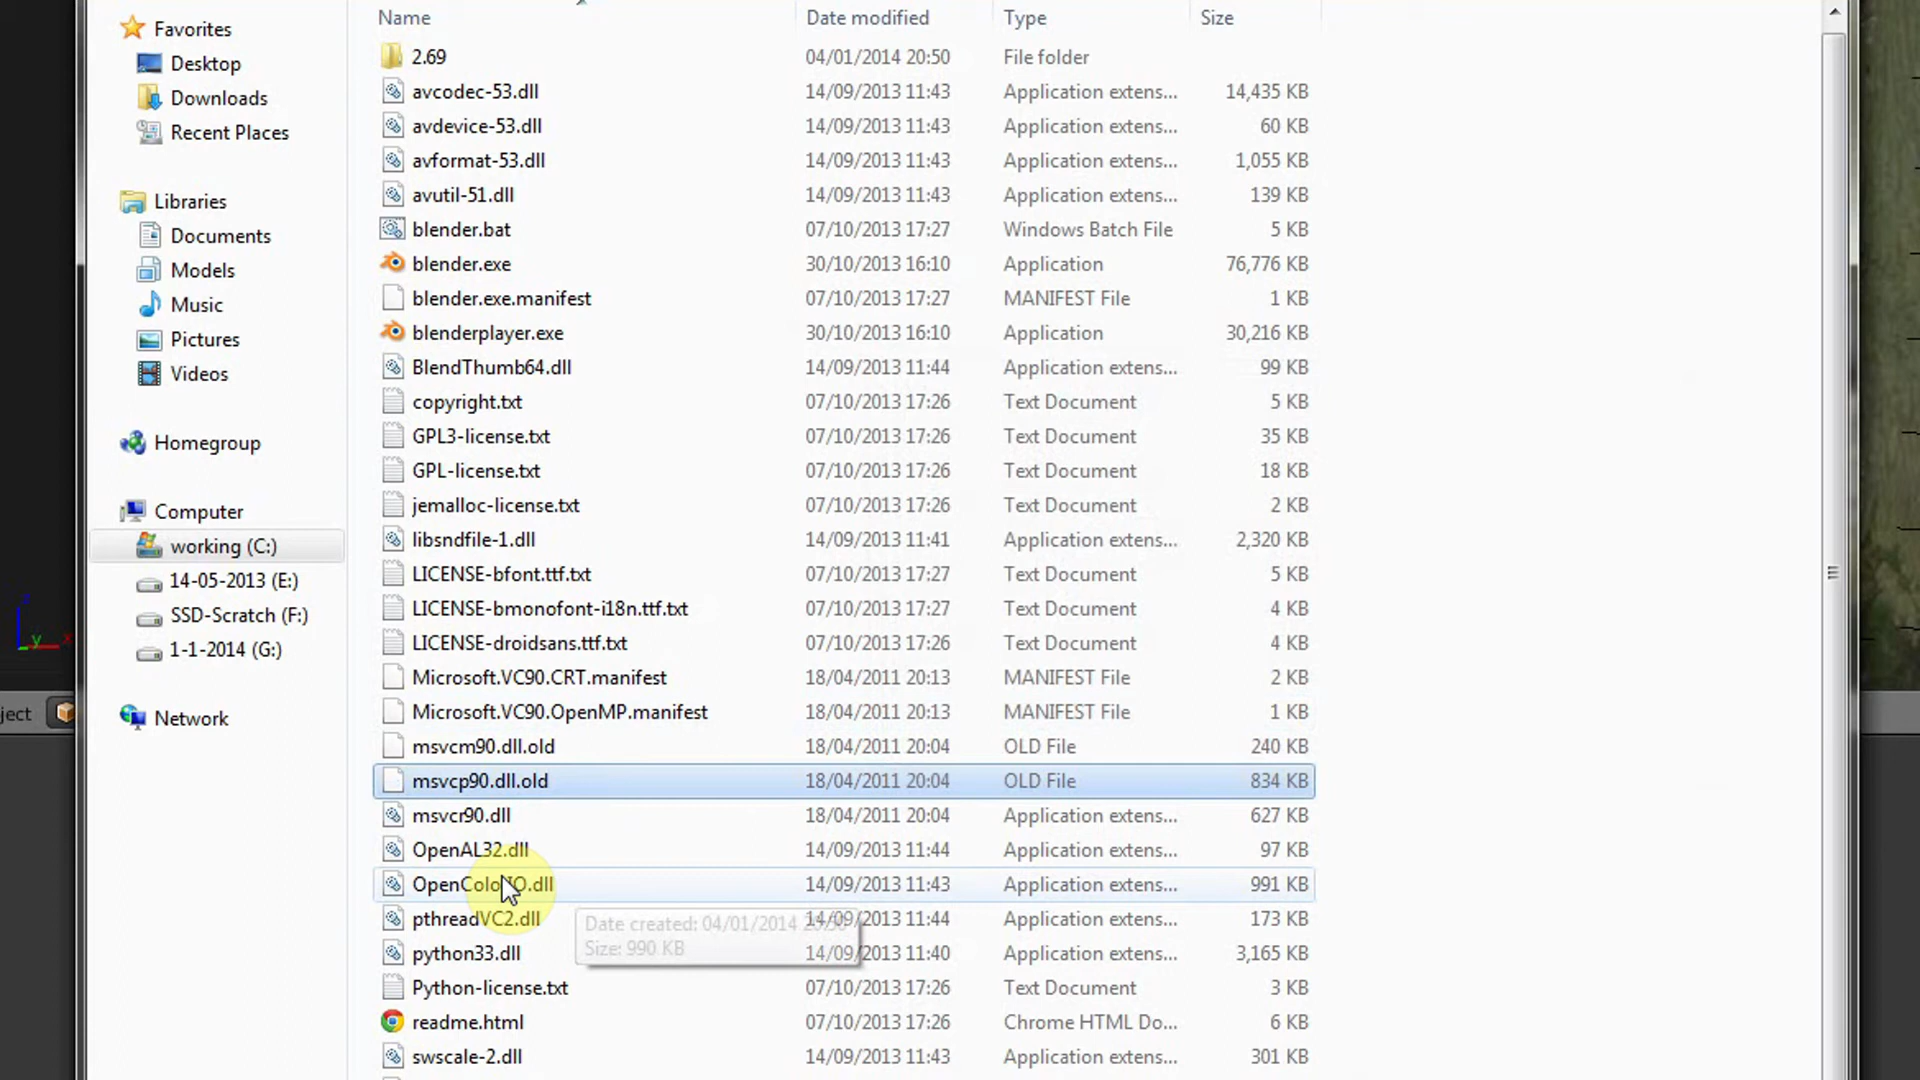 Name Date modified Type Size
Favorites
Desktop
Downloads
Recent Places
Libraries
Documents
Models
Music
Pictures
Videos
Homegroup
Computer
working (C:)
14-05-2013 (E:)
SSD-Scratch (F:)
1-1-2014 (G:)
Network
2.69 04/01/2014 20:50 File folder
avcodec-53.dll 14/09/2013 11:43 Application extens... 14,435 KB
avdevice-53.dll 14/09/2013 11:43 Application extens... 60 KB
avformat-53.dll 14/09/2013 11:43 Application extens... 1,055 KB
avutil-51.dll 14/09/2013 11:43 Application extens... 139 KB
blender.bat 07/10/2013 17:27 Windows Batch File 5 KB
blender.exe 30/10/2013 16:10 Application 76,776 KB
blender.exe.manifest 07/10/2013 17:27 MANIFEST File 1 KB
blenderplayer.exe 30/10/2013 16:10 Application 30,216 KB
BlendThumb64.dll 14/09/2013 11:44 Application extens... 99 KB
copyright.txt 07/10/2013 17:26 Text Document 5 KB
GPL3-license.txt 07/10/2013 17:26 Text Document 35 KB
GPL-license.txt 07/10/2013 17:26 Text Document 18 KB
jemalloc-license.txt 07/10/2013 17:26 Text Document 2 KB
libsndfile-1.dll 14/09/2013 11:41 Application extens... 2,320 KB
LICENSE-bfont.ttf.txt 07/10/2013 17:27 Text Document 5 KB
LICENSE-bmonofont-i18n.ttf.txt 07/10/2013 17:27 Text Document 4 KB
LICENSE-droidsans.ttf.txt 07/10/2013 17:26 Text Document 4 KB
Microsoft.VC90.CRT.manifest 18/04/2011 20:13 MANIFEST File 2 KB
Microsoft.VC90.OpenMP.manifest 18/04/2011 20:13 MANIFEST File 1 KB
msvcm90.dll.old 18/04/2011 20:04 OLD File 240 KB
msvcp90.dll.old 18/04/2011 20:04 OLD File 834 KB
msvcr90.dll 18/04/2011 20:04 Application extens... 627 KB
OpenAL32.dll 14/09/2013 11:44 Application extens... 97 KB
OpenColorIO.dll 14/09/2013 11:43 Application extens... 991 KB
pthreadVC2.dll 14/09/2013 11:44 Application extens... 173 KB
Date created: 04/01/2014
Size: 990 KB
python33.dll 14/09/2013 11:40 Application extens... 3,165 KB
Python-license.txt 07/10/2013 17:26 Text Document 3 KB
readme.html 07/10/2013 17:26 Chrome HTML Do... 6 KB
swscale-2.dll 14/09/2013 11:43 Application extens... 301 KB
z
y
x
ject